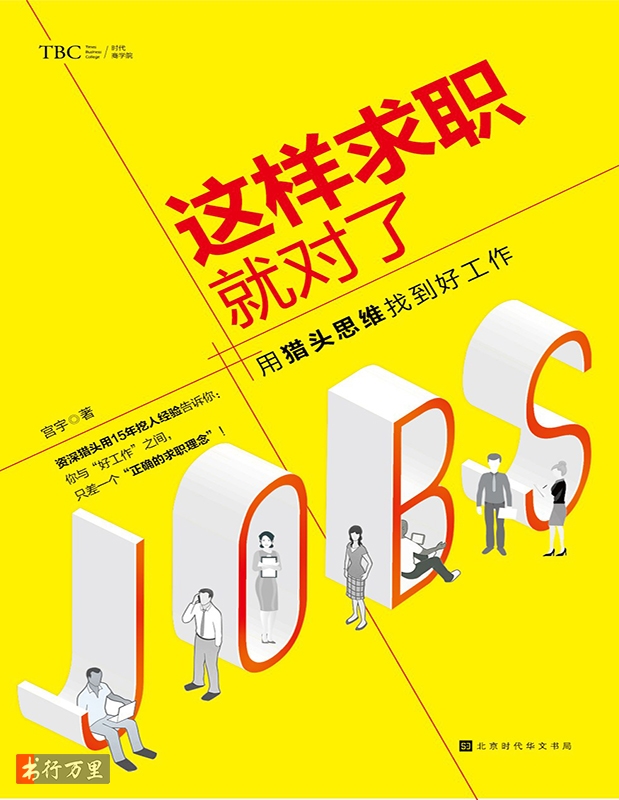 TBC
Times
Business
College
/
时代
商学院
这样求职
就对了
用猎头思维找到好工作
宫宇◎著
资深猎头用15年挖人经验告诉你:
你与“好工作”之间,
只差一个“正确的求职理念”!
JOBS
北京时代华文书局
书行万里